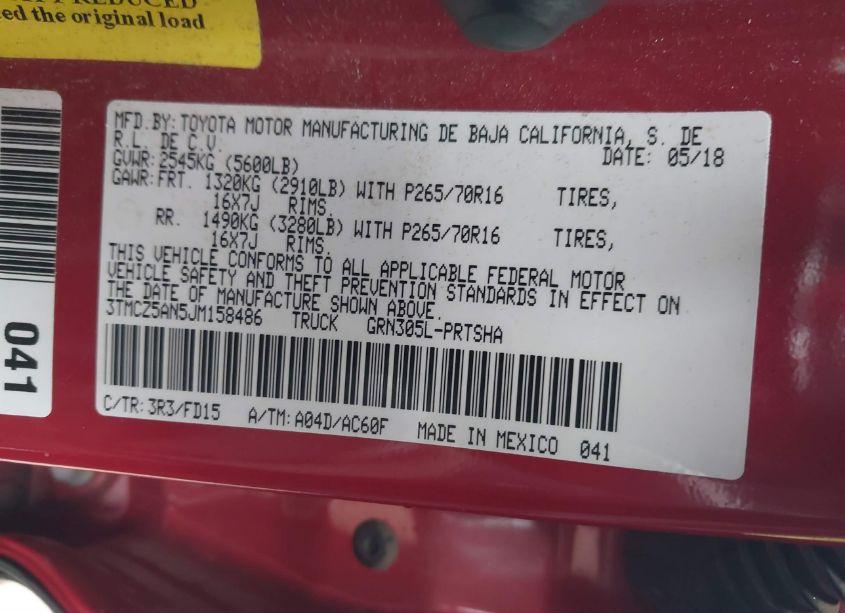 ed the original load
041
MFD.BY:TOYOTA MOTOR MANUFACTURING DE BAJA CALIFORNIA, S. DE
R.L. DE C.V. DATE: 05/18
GVWR:2545KG (5600LB)
GAWR:FRT. 1320KG (2910LB) WITH P265/70R16 TIRES,
16X7J RIMS.
RR. 1490KG (3280LB) WITH P265/70R16 TIRES,
16X7J RIMS.
THIS VEHICLE CONFORMS TO ALL APPLICABLE FEDERAL MOTOR
VEHICLE SAFETY AND THEFT PREVENTION STANDARDS IN EFFECT ON
THE DATE OF MANUFACTURE SHOWN ABOVE.
3TMCZ5AN5JM158486 TRUCK GRN305L-PRTSHA
C/TR:3R3/FD15 A/TM:A04D/AC60F MADE IN MEXICO 041